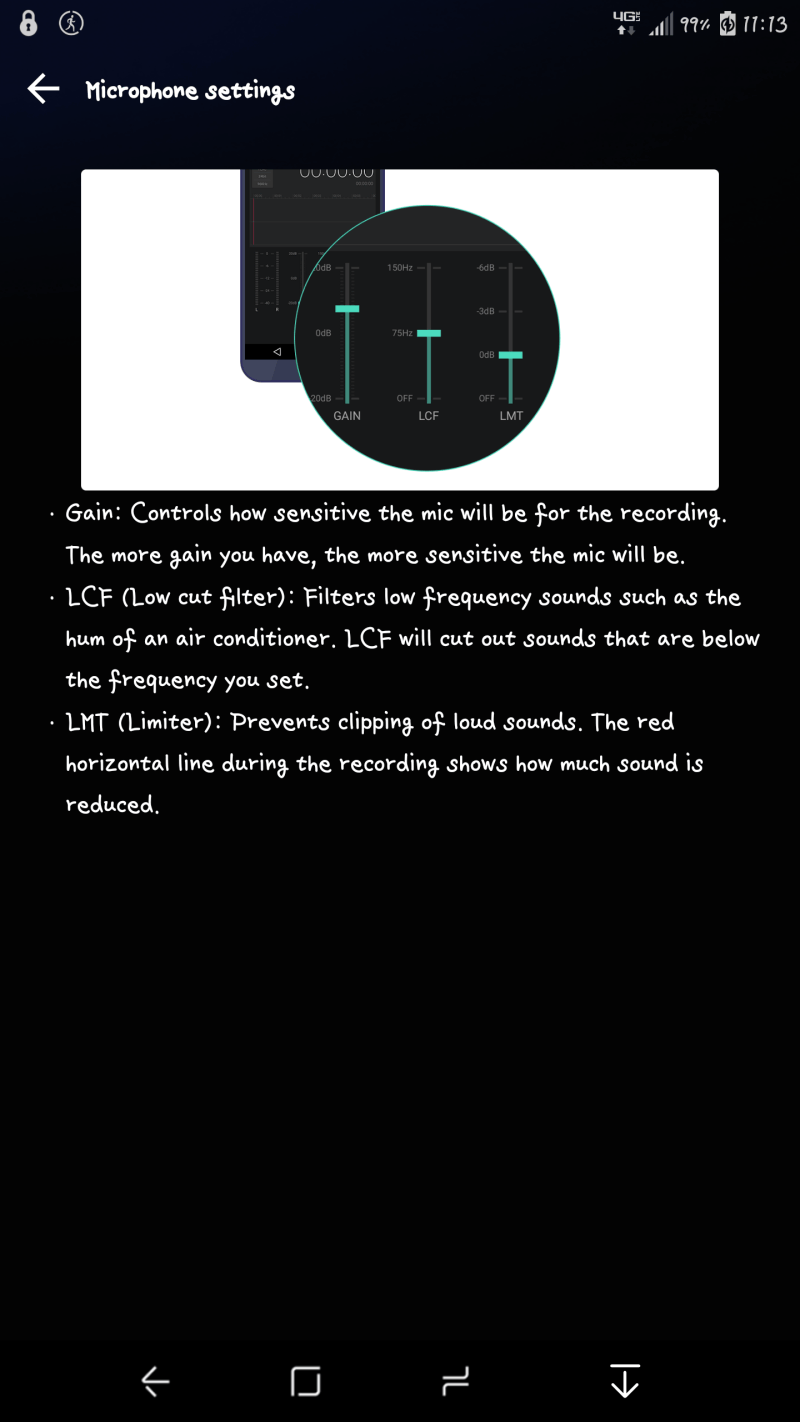 4G 99% 11:13
Microphone settings
00:00:00
150Hz -6dB
-3dB
0dB 75Hz
0dB
20dB OFF OFF
GAIN LCF LMT
· Gain: Controls how sensitive the mic will be for the recording.
The more gain you have, the more sensitive the mic will be.
· LCF (Low cut filter): Filters low frequency sounds such as the
hum of an air conditioner. LCF will cut out sounds that are below
the frequency you set.
· LMT (Limiter): Prevents clipping of loud sounds. The red
horizontal line during the recording shows how much sound is
reduced.